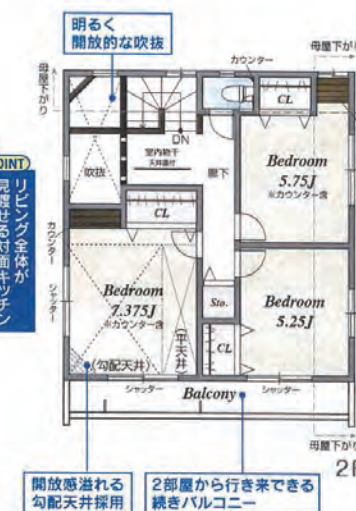 明るく
開放的な吹抜
母屋下がり
カウンター
母屋下がり
CL
DN
室内物干
天井直付
吹抜
廊下
Bedroom
5.75J
※カウンター含
POINT
リビング全体が
見渡せる対面キッチン
CL
カウンター
シャッター
Bedroom
7.375J
※カウンター含
Sto.
Bedroom
5.25J
CL
(平天井)
(勾配天井)
シャッター
Balcony
シャッター
母屋下がり
2F
開放感溢れる
勾配天井採用
2部屋から行き来できる
続きバルコニー